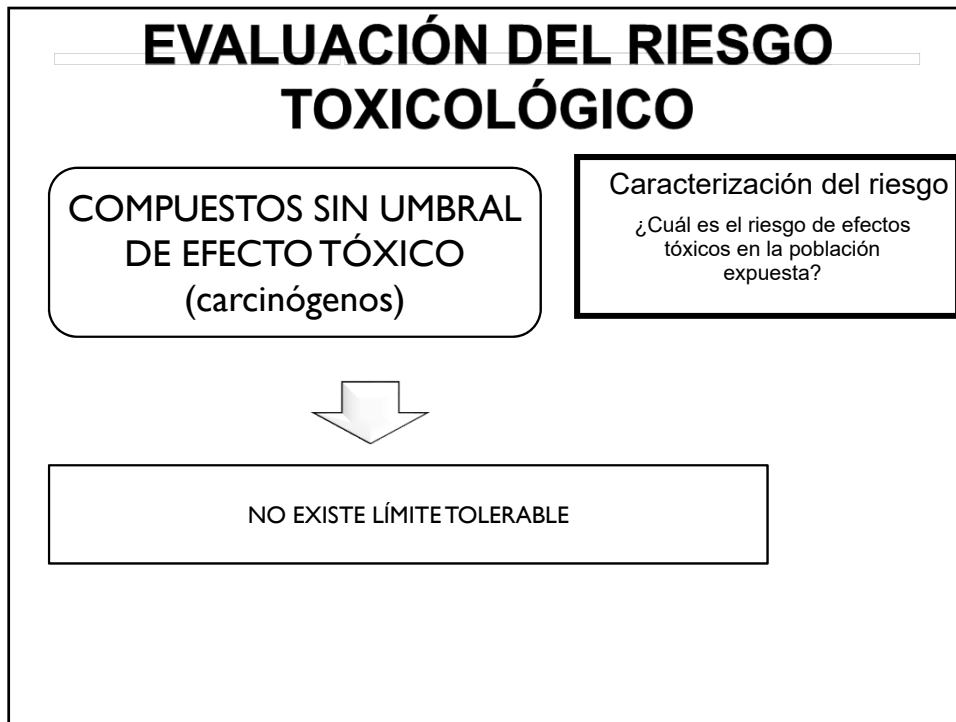 EVALUACIÓN DEL RIESGO
TOXICOLÓGICO
COMPUESTOS SIN UMBRAL
DE EFECTO TÓXICO
(carcinógenos)
Caracterización del riesgo
¿Cuál es el riesgo de efectos
tóxicos en la población
expuesta?
NO EXISTE LÍMITE TOLERABLE